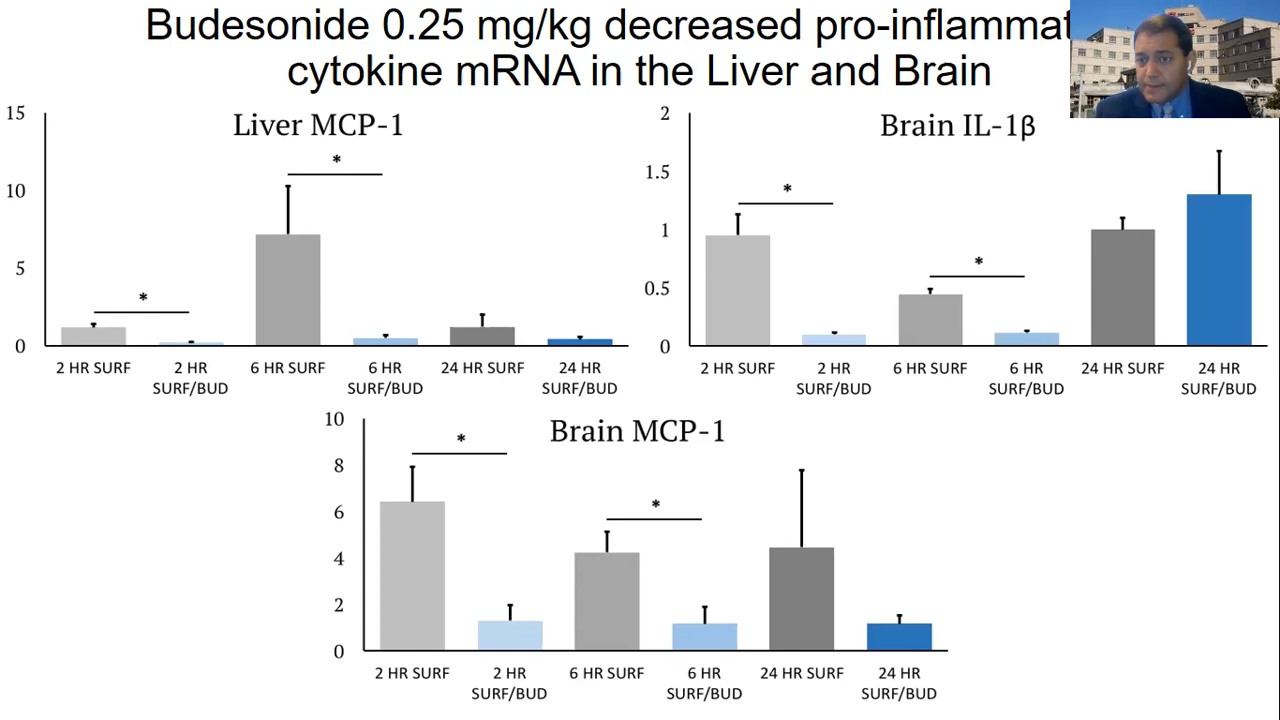 Budesonide 0.25 mg/kg decreased pro-inflammat
cytokine mRNA in the Liver and Brain
Liver MCP-1
15
10
5
0
*
*
2 HR SURF
2 HR
SURF/BUD
6 HR SURF
6 HR
SURF/BUD
24 HR SURF
24 HR
SURF/BUD
Brain IL-1β
2
1.5
1
0.5
0
*
*
2 HR SURF
2 HR
SURF/BUD
6 HR SURF
6 HR
SURF/BUD
24 HR SURF
24 HR
SURF/BUD
Brain MCP-1
10
8
6
4
2
0
*
*
2 HR SURF
2 HR
SURF/BUD
6 HR SURF
6 HR
SURF/BUD
24 HR SURF
24 HR
SURF/BUD